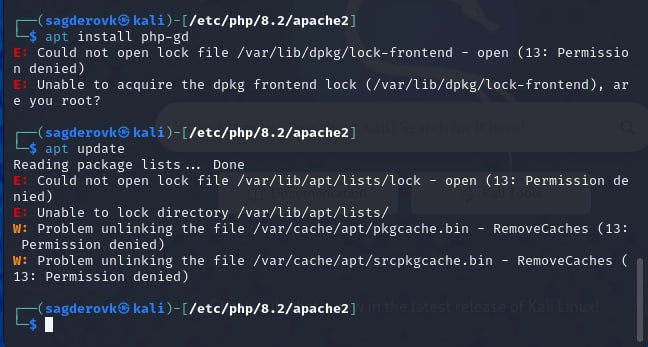 ┌──(sagderovk㉿kali)-[/etc/php/8.2/apache2]
└─$ apt install php-gd
E: Could not open lock file /var/lib/dpkg/lock-frontend - open (13: Permissio
n denied)
E: Unable to acquire the dpkg frontend lock (/var/lib/dpkg/lock-frontend), ar
e you root?
┌──(sagderovk㉿kali)-[/etc/php/8.2/apache2]
└─$ apt update
Reading package lists... Done
E: Could not open lock file /var/lib/apt/lists/lock - open (13: Permission de
nied)
E: Unable to lock directory /var/lib/apt/lists/
W: Problem unlinking the file /var/cache/apt/pkgcache.bin - RemoveCaches (13:
 Permission denied)
W: Problem unlinking the file /var/cache/apt/srcpkgcache.bin - RemoveCaches (
13: Permission denied)
┌──(sagderovk㉿kali)-[/etc/php/8.2/apache2]
in the latest release of Kali Linux!
└─$